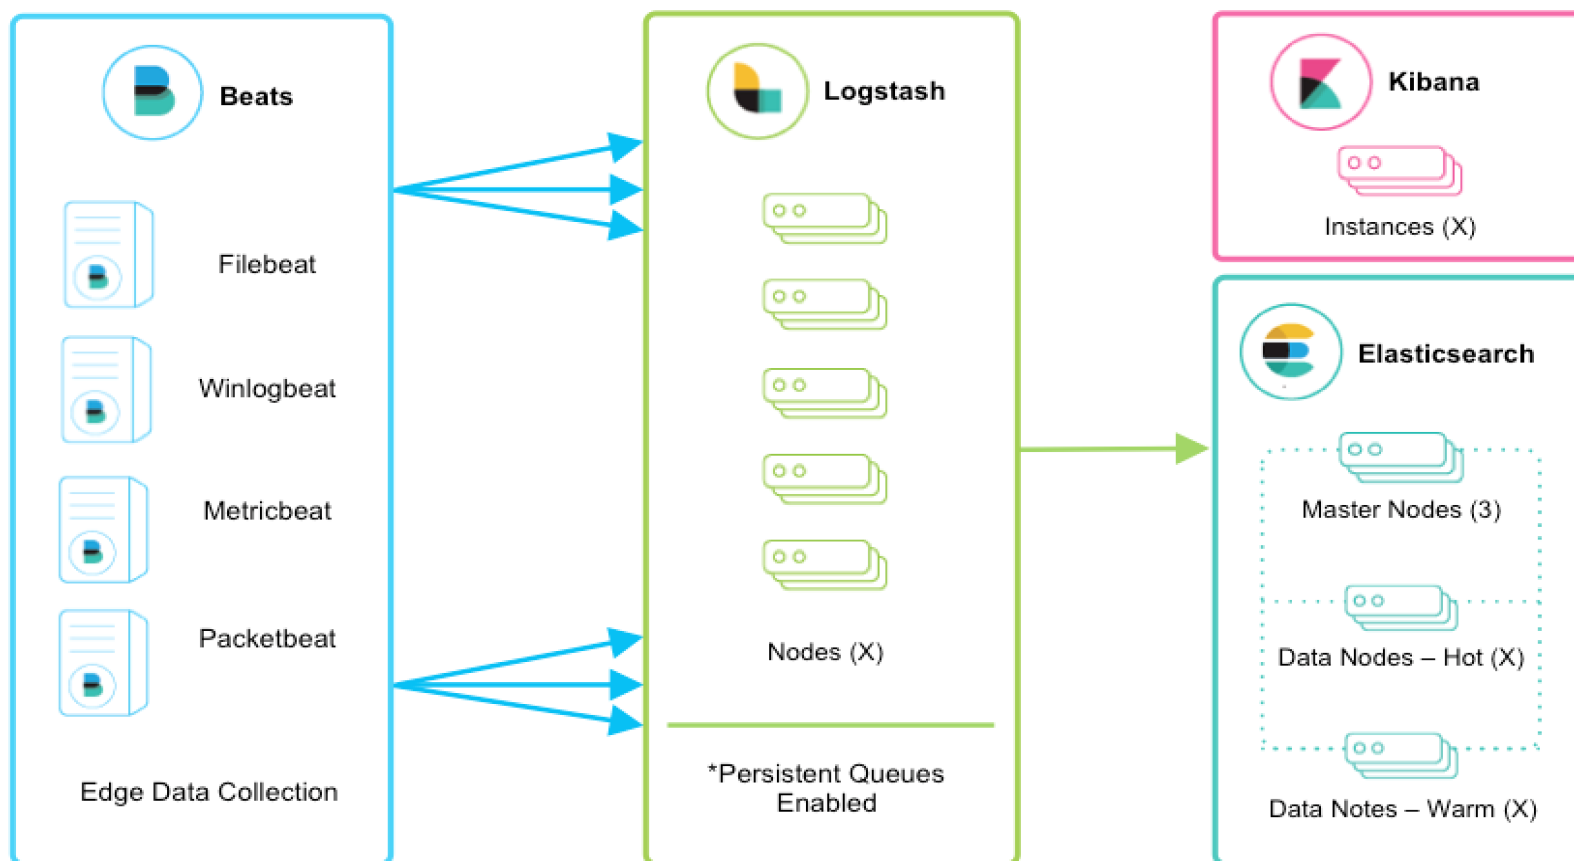 Beats
Filebeat
Winlogbeat
Metricbeat
Packetbeat
Edge Data Collection
Logstash
Nodes (X)
*Persistent Queues
Enabled
Kibana
Instances (X)
Elasticsearch
Master Nodes (3)
Data Nodes – Hot (X)
Data Notes – Warm (X)